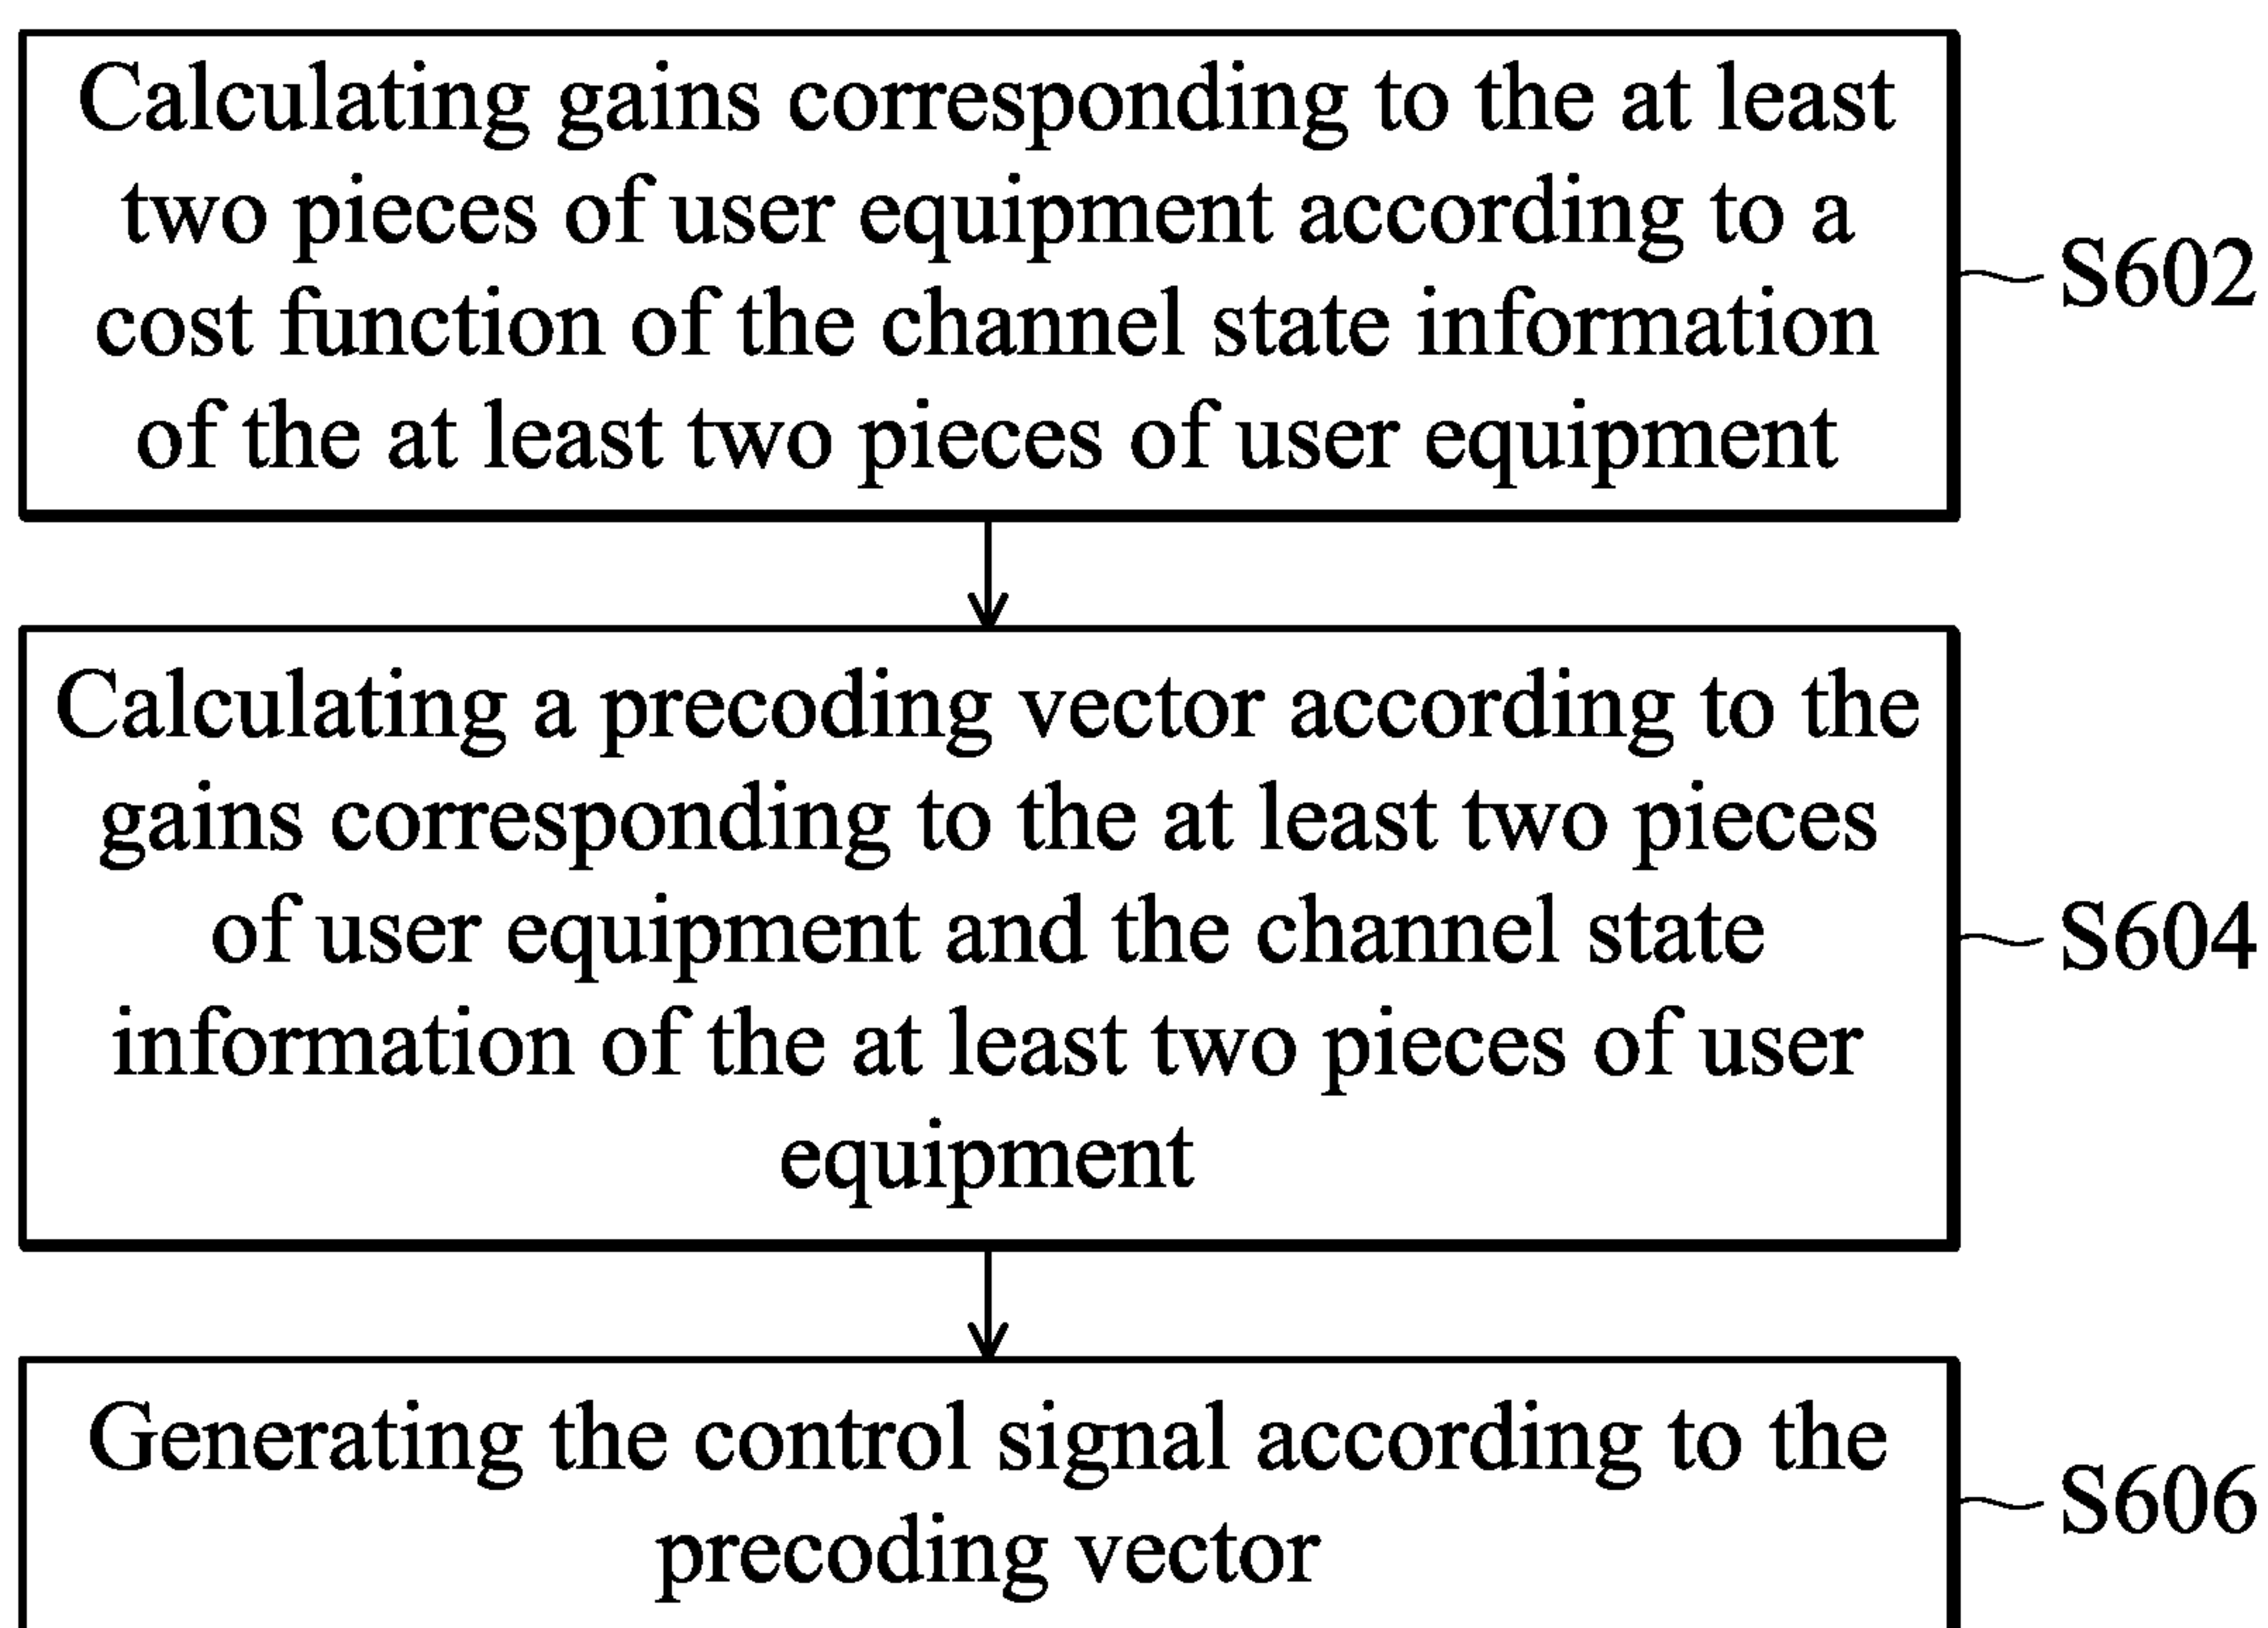 Calculating gains corresponding to the at least
two pieces of user equipment according to a
cost function of the channel state information
of the at least two pieces of user equipment
S602
Calculating a precoding vector according to the
gains corresponding to the at least two pieces
of user equipment and the channel state
information of the at least two pieces of user
equipment
S604
Generating the control signal according to the
precoding vector
S606